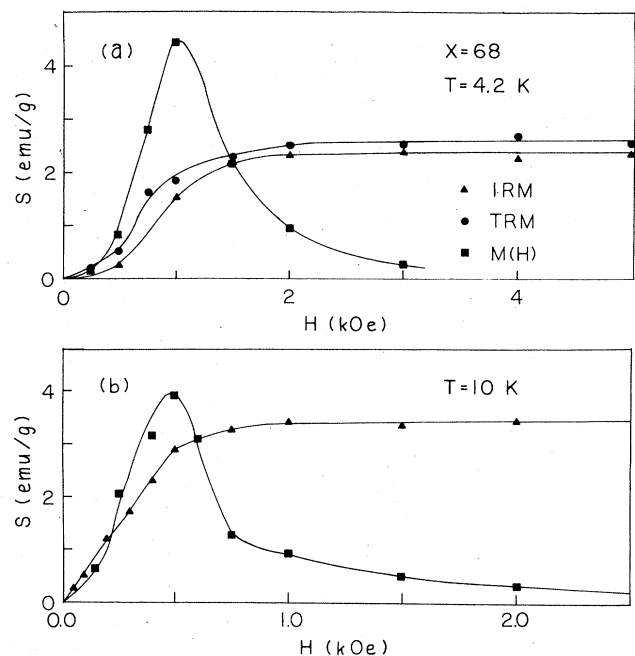 (a)
X=68
T=4.2 K
4
2
0
S (emu/g)
▲ IRM
● TRM
■ M(H)
0
2
4
H (kOe)
(b)
T=10 K
4
2
0
S (emu/g)
0.0
1.0
2.0
H (kOe)